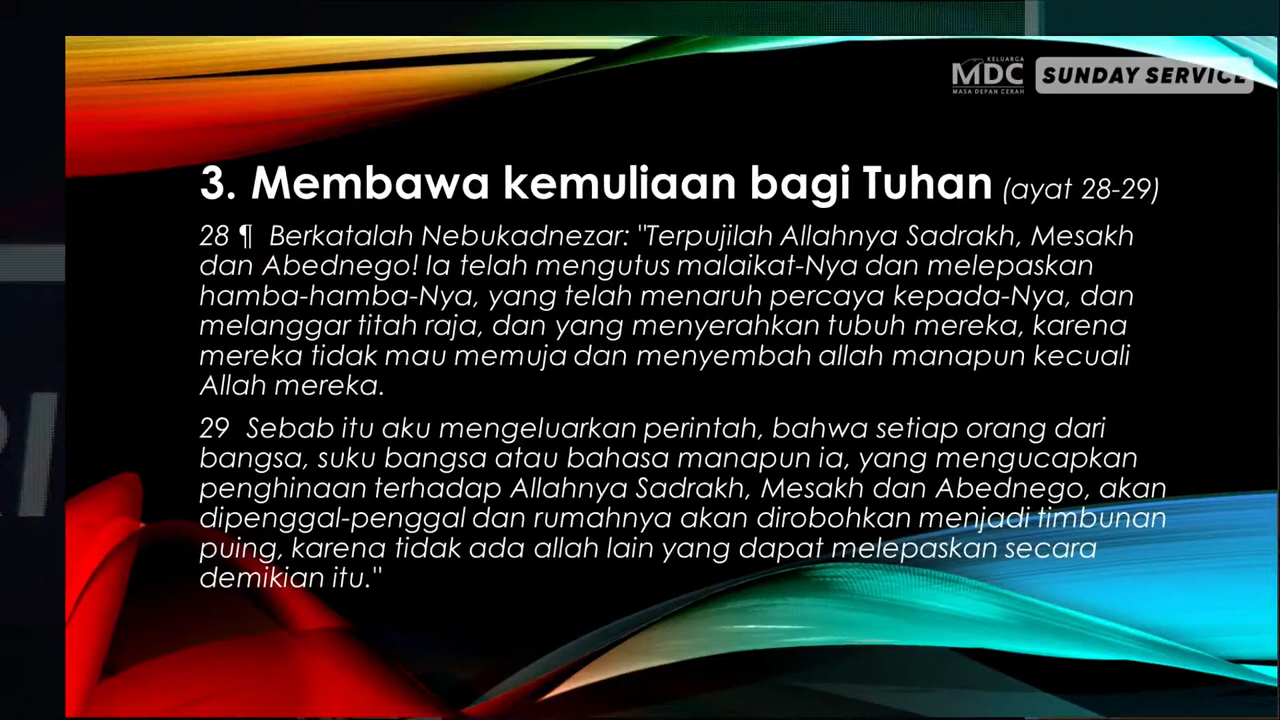 KELUARGA
MDC
MASA DEPAN CERAH
SUNDAY SERVICE
3. Membawa kemuliaan bagi Tuhan (ayat 28-29)
28 ¶ Berkatalah Nebukadnezar: "Terpujilah Allahnya Sadrakh, Mesakh
dan Abednego! Ia telah mengutus malaikat-Nya dan melepaskan
hamba-hamba-Nya, yang telah menaruh percaya kepada-Nya, dan
melanggar titah raja, dan yang menyerahkan tubuh mereka, karena
mereka tidak mau memuja dan menyembah allah manapun kecuali
Allah mereka.
29 Sebab itu aku mengeluarkan perintah, bahwa setiap orang dari
bangsa, suku bangsa atau bahasa manapun ia, yang mengucapkan
penghinaan terhadap Allahnya Sadrakh, Mesakh dan Abednego, akan
dipenggal-penggal dan rumahnya akan dirobohkan menjadi timbunan
puing, karena tidak ada allah lain yang dapat melepaskan secara
demikian itu."